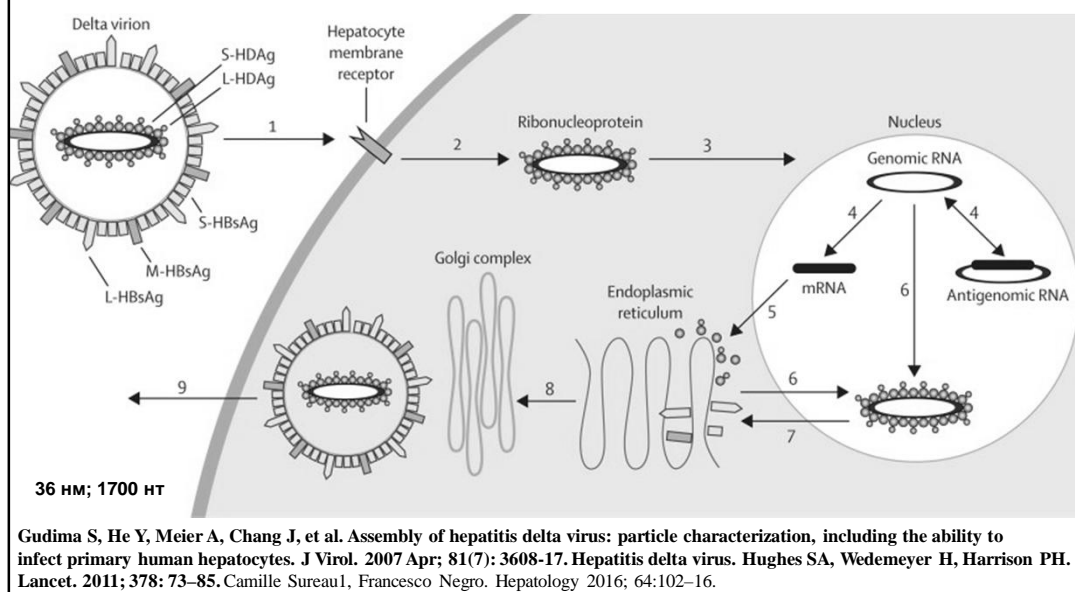 Delta virion
S-HDAg
L-HDAg
Hepatocyte
membrane
receptor
1
2
Ribonucleoprotein
3
Nucleus
Genomic RNA
4
4
mRNA
6
Antigenomic RNA
5
S-HBsAg
M-HBsAg
L-HBsAg
Golgi complex
Endoplasmic
reticulum
9
8
6
7
36 нм; 1700 нт
Gudima S, He Y, Meier A, Chang J, et al. Assembly of hepatitis delta virus: particle characterization, including the ability to
infect primary human hepatocytes. J Virol. 2007 Apr; 81(7): 3608-17. Hepatitis delta virus. Hughes SA, Wedemeyer H, Harrison PH.
Lancet. 2011; 378: 73–85. Camille Sureau1, Francesco Negro. Hepatology 2016; 64:102–16.